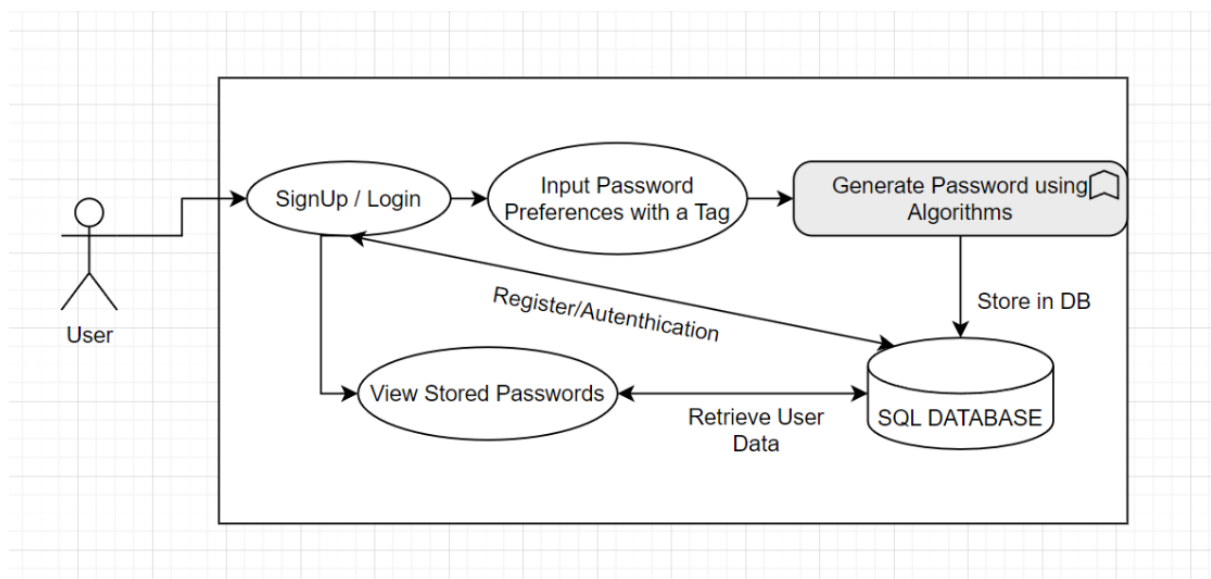 SignUp / Login
Input Password
Preferences with a Tag
Generate Password using
Algorithms
User
Register/Autenthication
Store in DB
View Stored Passwords
Retrieve User
Data
SQL DATABASE